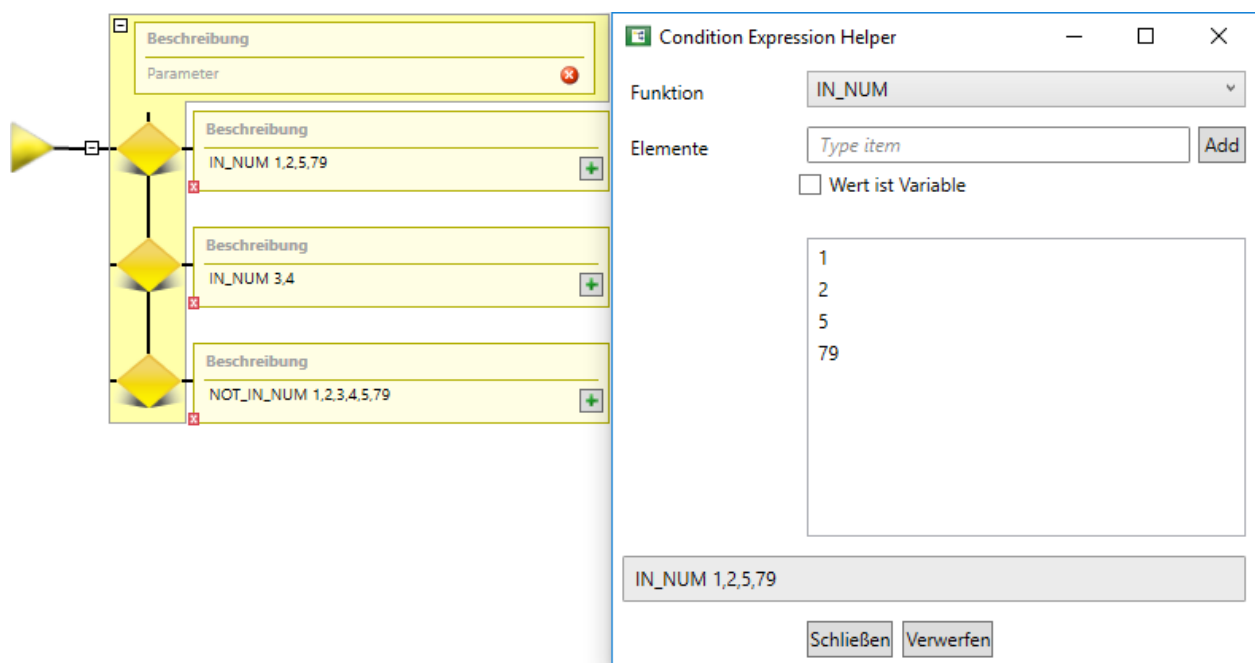 Beschreibung
Parameter
Beschreibung
IN_NUM 1,2,5,79
Beschreibung
IN_NUM 3,4
Beschreibung
NOT_IN_NUM 1,2,3,4,5,79
Condition Expression Helper
Funktion IN_NUM
Elemente Type item Add
Wert ist Variable
1
2
5
79
IN_NUM 1,2,5,79
Schließen Verwerfen